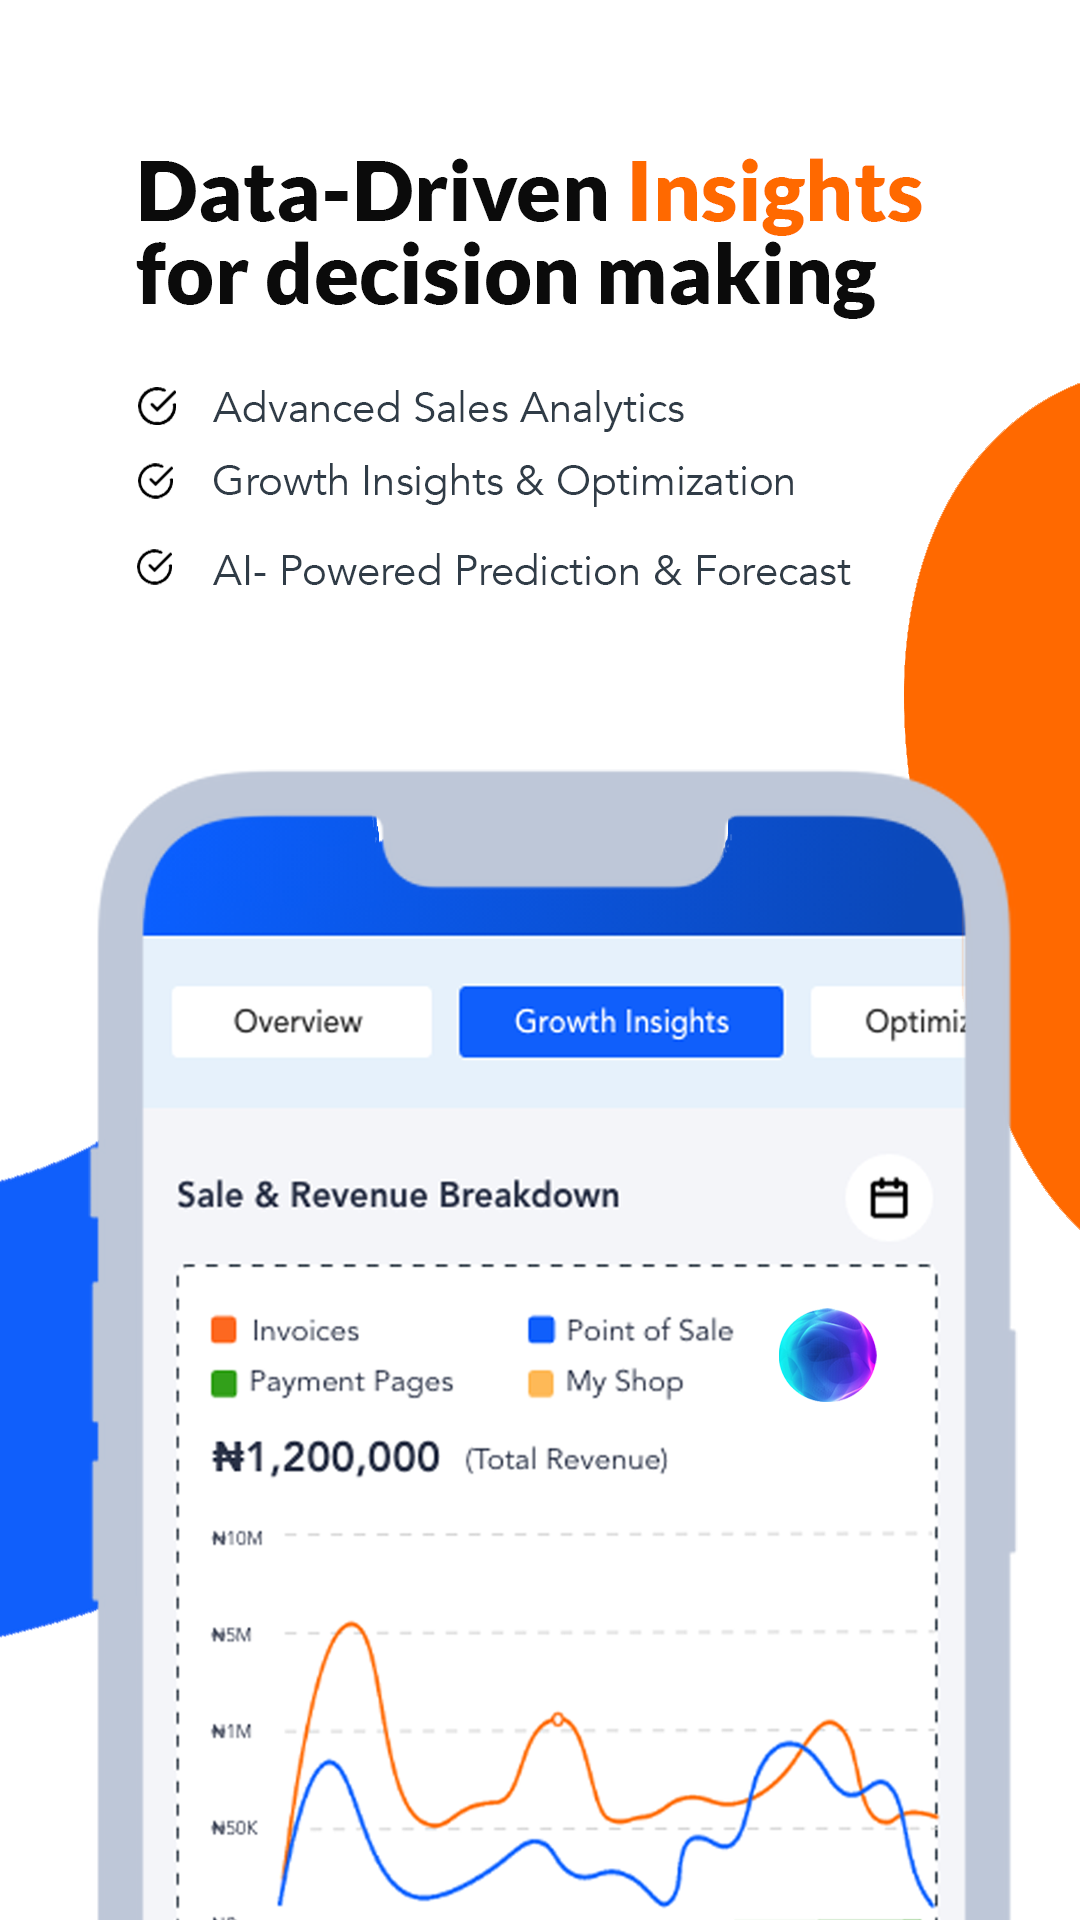 Data-Driven Insights
for decision making
Advanced Sales Analytics
Growth Insights & Optimization
AI- Powered Prediction & Forecast
Overview
Growth Insights
Optimiz
Sale & Revenue Breakdown
Invoices
Point of Sale
Payment Pages
My Shop
₦1,200,000 (Total Revenue)
₦10M
₦5M
₦1M
₦50K